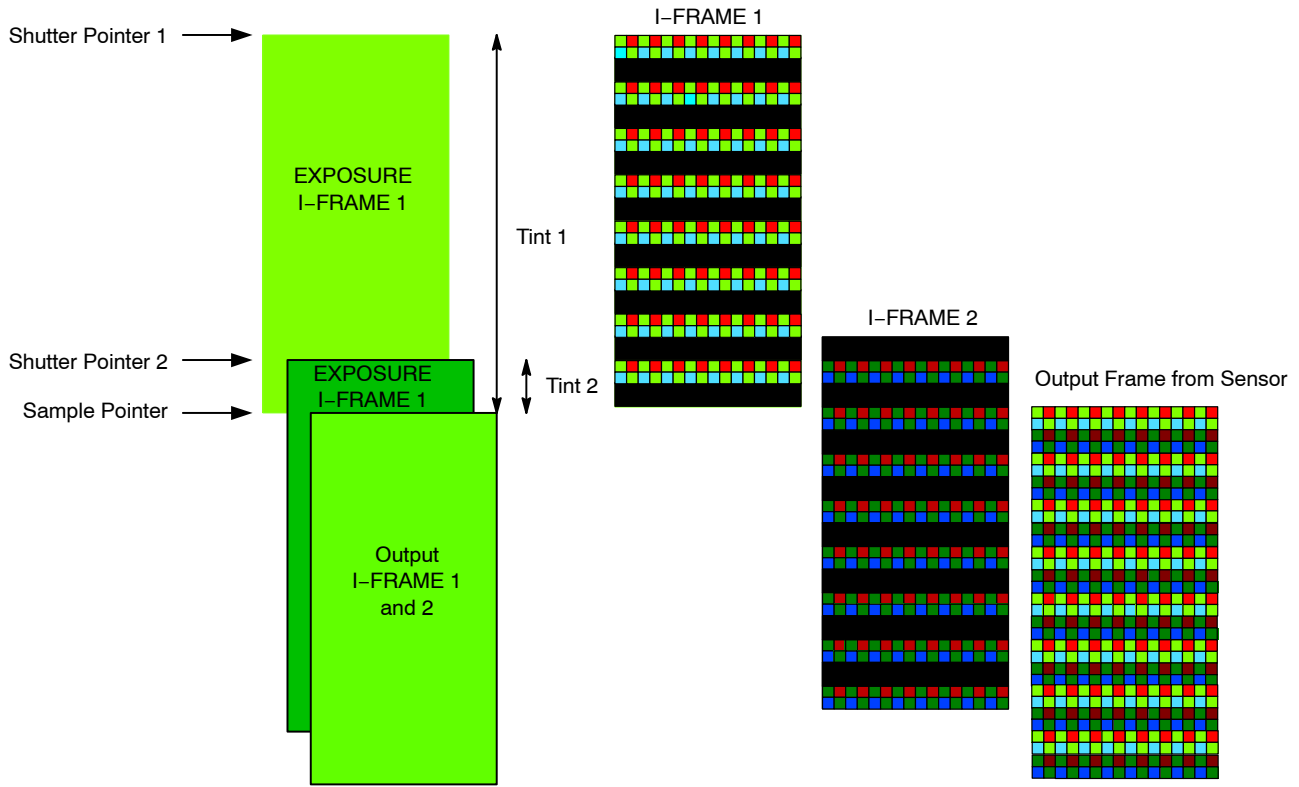 I−FRAME 1
Shutter Pointer 1
EXPOSURE
I−FRAME 1
Tint 1
I−FRAME 2
Shutter Pointer 2
EXPOSURE
I−FRAME 1
Tint 2
Output Frame from Sensor
Sample Pointer
Output
I−FRAME 1
and 2